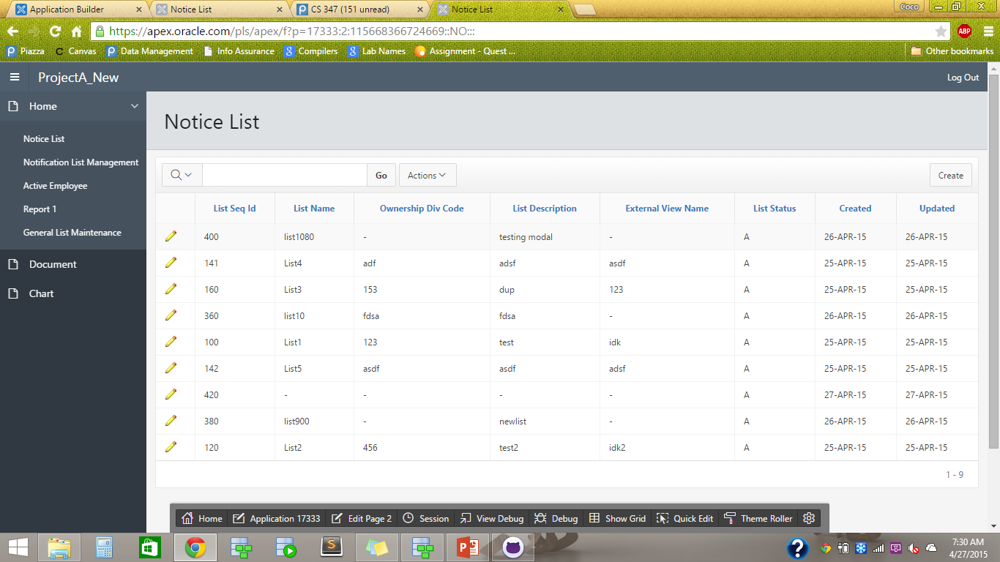 Application Builder
Notice List
CS 347 (151 unread)
Notice List
Coco
https://apex.oracle.com/pls/apex/f?p=17333:2:115668366724669::NO:::
ABP
Piazza Canvas Data Management Info Assurance Compilers Lab Names Assignment - Quest ... Other bookmarks
ProjectA_New
Log Out
Home
Notice List
Notification List Management
Active Employee
Report 1
General List Maintenance
Document
Chart
Notice List
Go Actions Create
List Seq Id List Name Ownership Div Code List Description External View Name List Status Created Updated
400 list1080 - testing modal - A 26-APR-15 26-APR-15
141 List4 adf adsf asdf A 25-APR-15 25-APR-15
160 List3 153 dup 123 A 25-APR-15 25-APR-15
360 list10 fdsa fdsa - A 26-APR-15 26-APR-15
100 List1 123 test idk A 25-APR-15 25-APR-15
142 List5 asdf asdf adsf A 25-APR-15 25-APR-15
420 - - - - A 27-APR-15 27-APR-15
380 list900 - newlist - A 26-APR-15 26-APR-15
120 List2 456 test2 idk2 A 25-APR-15 25-APR-15
1 - 9
Home Application 17333 Edit Page 2 Session View Debug Debug Show Grid Quick Edit Theme Roller
7:30 AM
4/27/2015